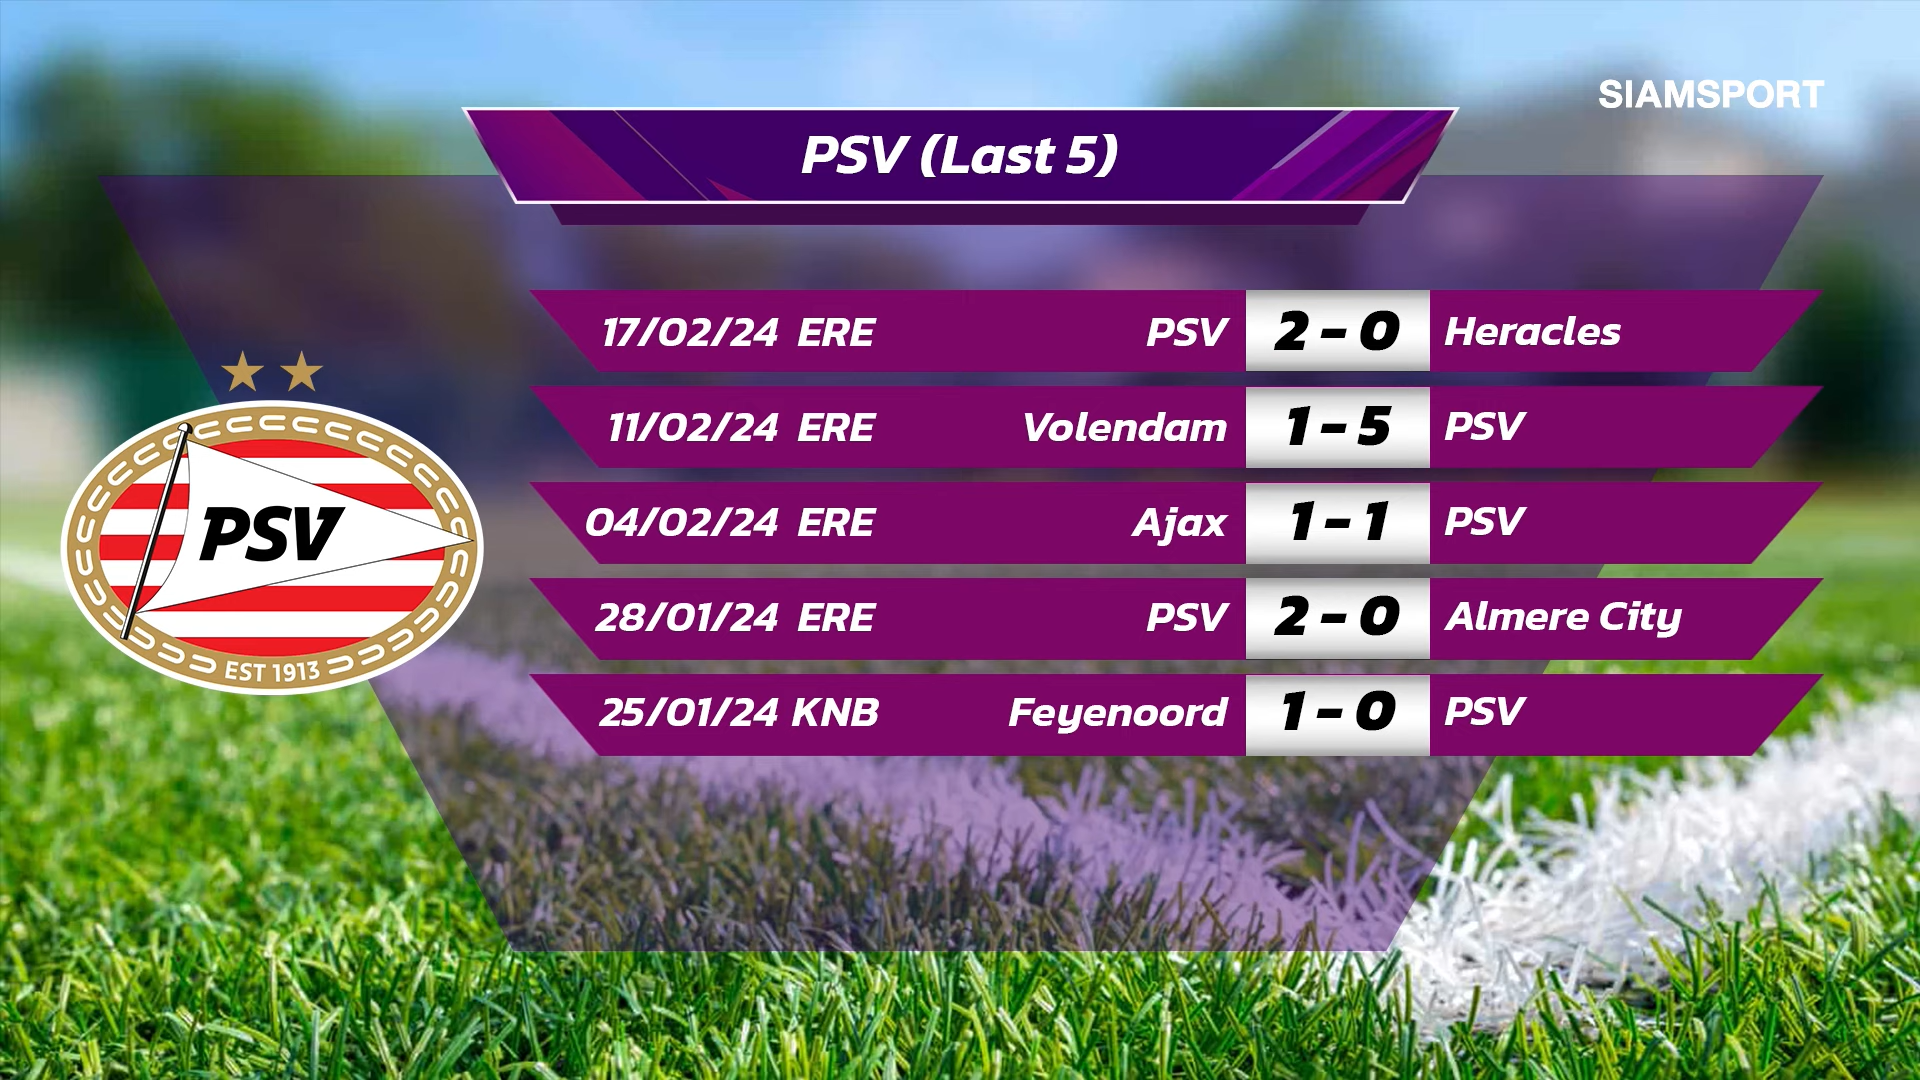 SIAMSPORT
PSV (Last 5)
17/02/24 ERE PSV 2 - 0 Heracles
11/02/24 ERE Volendam 1 - 5 PSV
04/02/24 ERE Ajax 1 - 1 PSV
28/01/24 ERE PSV 2 - 0 Almere City
25/01/24 KNB Feyenoord 1 - 0 PSV
PSV
EST 1913